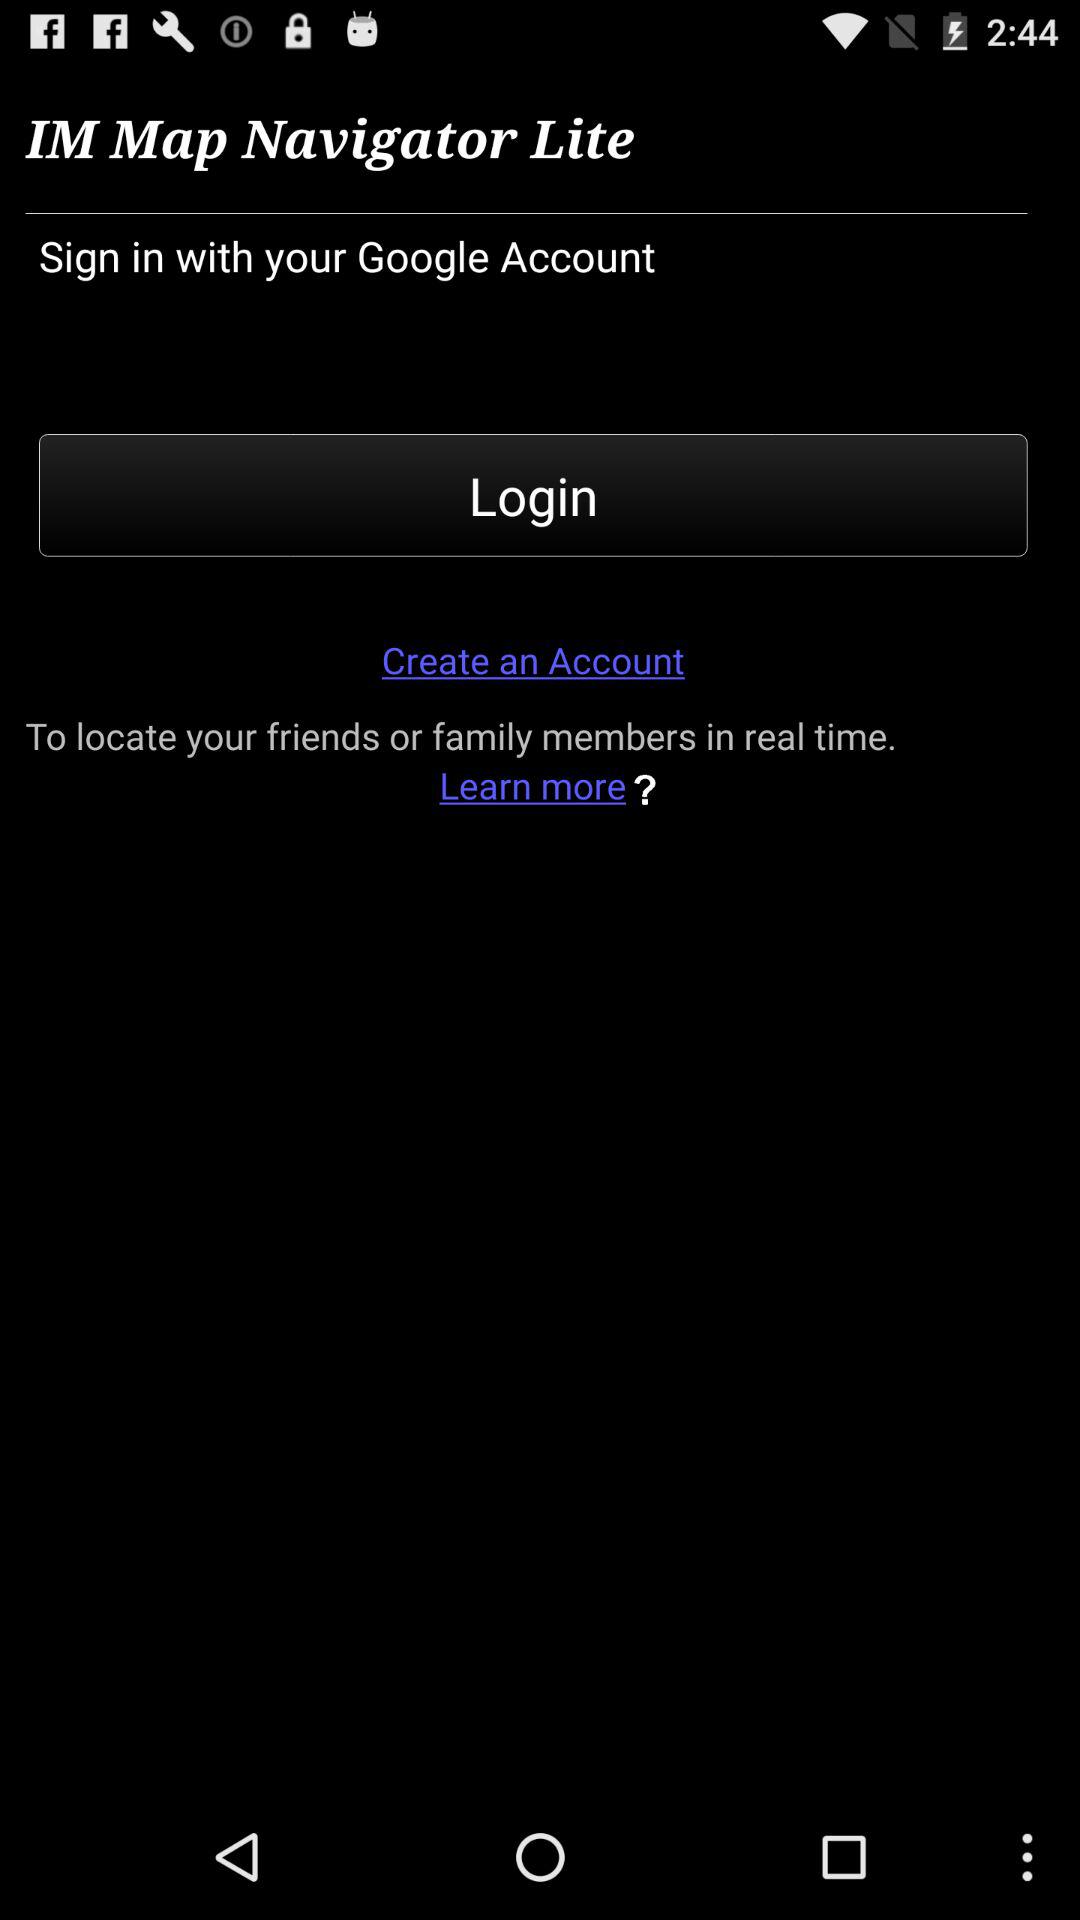 2:44
IM Map Navigator Lite
Sign in with your Google Account
Login
Create an Account
To locate your friends or family members in real time.
Learn more ?